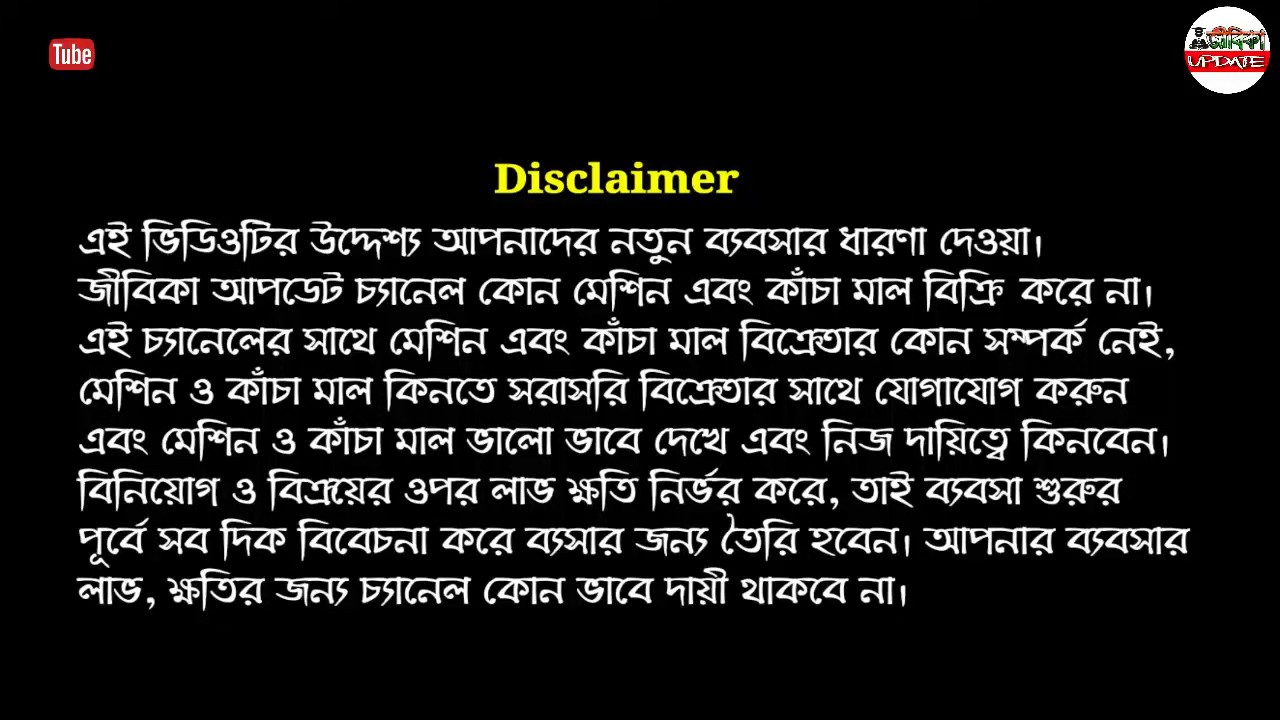 Tube
জীবিকা
UPDATE
Disclaimer
এই ভিডিওটির উদ্দেশ্য আপনাদের নতুন ব্যবসার ধারণা দেওয়া।
জীবিকা আপডেট চ্যানেল কোন মেশিন এবং কাঁচা মাল বিক্রি করে না।
এই চ্যানেলের সাথে মেশিন এবং কাঁচা মাল বিক্রেতার কোন সম্পর্ক নেই,
মেশিন ও কাঁচা মাল কিনতে সরাসরি বিক্রেতার সাথে যোগাযোগ করুন
এবং মেশিন ও কাঁচা মাল ভালো ভাবে দেখে এবং নিজ দায়িত্বে কিনবেন।
বিনিয়োগ ও বিক্রয়ের ওপর লাভ ক্ষতি নির্ভর করে, তাই ব্যবসা শুরুর
পূর্বে সব দিক বিবেচনা করে ব্যসার জন্য তৈরি হবেন। আপনার ব্যবসার
লাভ, ক্ষতির জন্য চ্যানেল কোন ভাবে দায়ী থাকবে না।